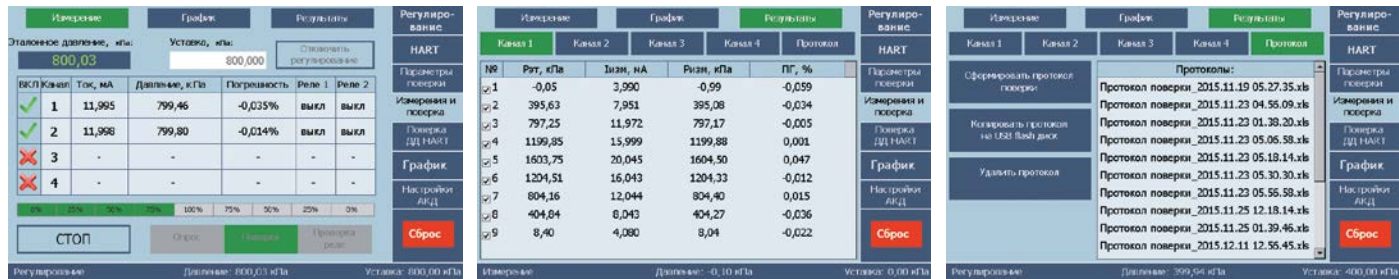 Измерение График Результаты
Регулиро-
вание
HART
Параметры
поверки
Измерения и
поверка
Поверка
ДД HART
График
Настройки
АКД
Сброс
Эталонное давление, кПа: Уставка, кПа:
800,03 800,000
Отключить
регулирование
ВКЛ Канал Ток, мА Давление, кПа Погрешность Реле 1 Реле 2
1 11,995 799,46 -0,035% выкл выкл
2 11,998 799,80 -0,014% выкл выкл
3 - - - - -
4 - - - - -
0% 25% 50% 75% 100% 75% 50% 25% 0%
СТОП Опрос Поверка Проверка
реле
Регулирование Давление: 800,03 кПа Уставка: 800,00 кПа
Измерение График Результаты
Регулиро-
вание
HART
Параметры
поверки
Измерения и
поверка
Поверка
ДД HART
График
Настройки
АКД
Сброс
Канал 1 Канал 2 Канал 3 Канал 4 Протокол
№ Рэт, кПа Iизм, мА Ризм, кПа ПГ, %
1 -0,05 3,990 -0,99 -0,059
2 395,63 7,951 395,08 -0,034
3 797,25 11,972 797,17 -0,005
4 1199,85 15,999 1199,88 0,001
5 1603,75 20,045 1604,50 0,047
6 1204,51 16,043 1204,33 -0,012
7 804,16 12,044 804,40 0,015
8 404,84 8,043 404,27 -0,036
9 8,40 4,080 8,04 -0,022
Измерение Давление: -0,10 кПа Уставка: 0,00 кПа
Измерение График Результаты
Регулиро-
вание
HART
Параметры
поверки
Измерения и
поверка
Поверка
ДД HART
График
Настройки
АКД
Сброс
Канал 1 Канал 2 Канал 3 Канал 4 Протокол
Сформировать протокол
поверки
Копировать протокол
на USB flash диск
Удалить протокол
Протоколы:
Протокол поверки_2015.11.19 05.27.35.xls
Протокол поверки_2015.11.23 04.55.09.xls
Протокол поверки_2015.11.23 01.38.20.xls
Протокол поверки_2015.11.23 05.06.58.xls
Протокол поверки_2015.11.23 05.18.14.xls
Протокол поверки_2015.11.23 05.30.30.xls
Протокол поверки_2015.11.23 05.56.58.xls
Протокол поверки_2015.11.25 12.18.14.xls
Протокол поверки_2015.11.25 01.39.46.xls
Протокол поверки_2015.12.11 12.55.45.xls
Регулирование Давление: 399,94 кПа Уставка: 400,00 кПа